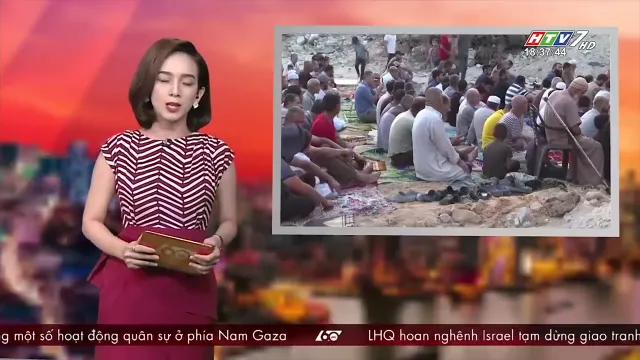 HTV7 HD
18:37:44
ng một số hoạt động quân sự ở phía Nam Gaza 60 LHQ hoan nghênh Israel tạm dừng giao tranh